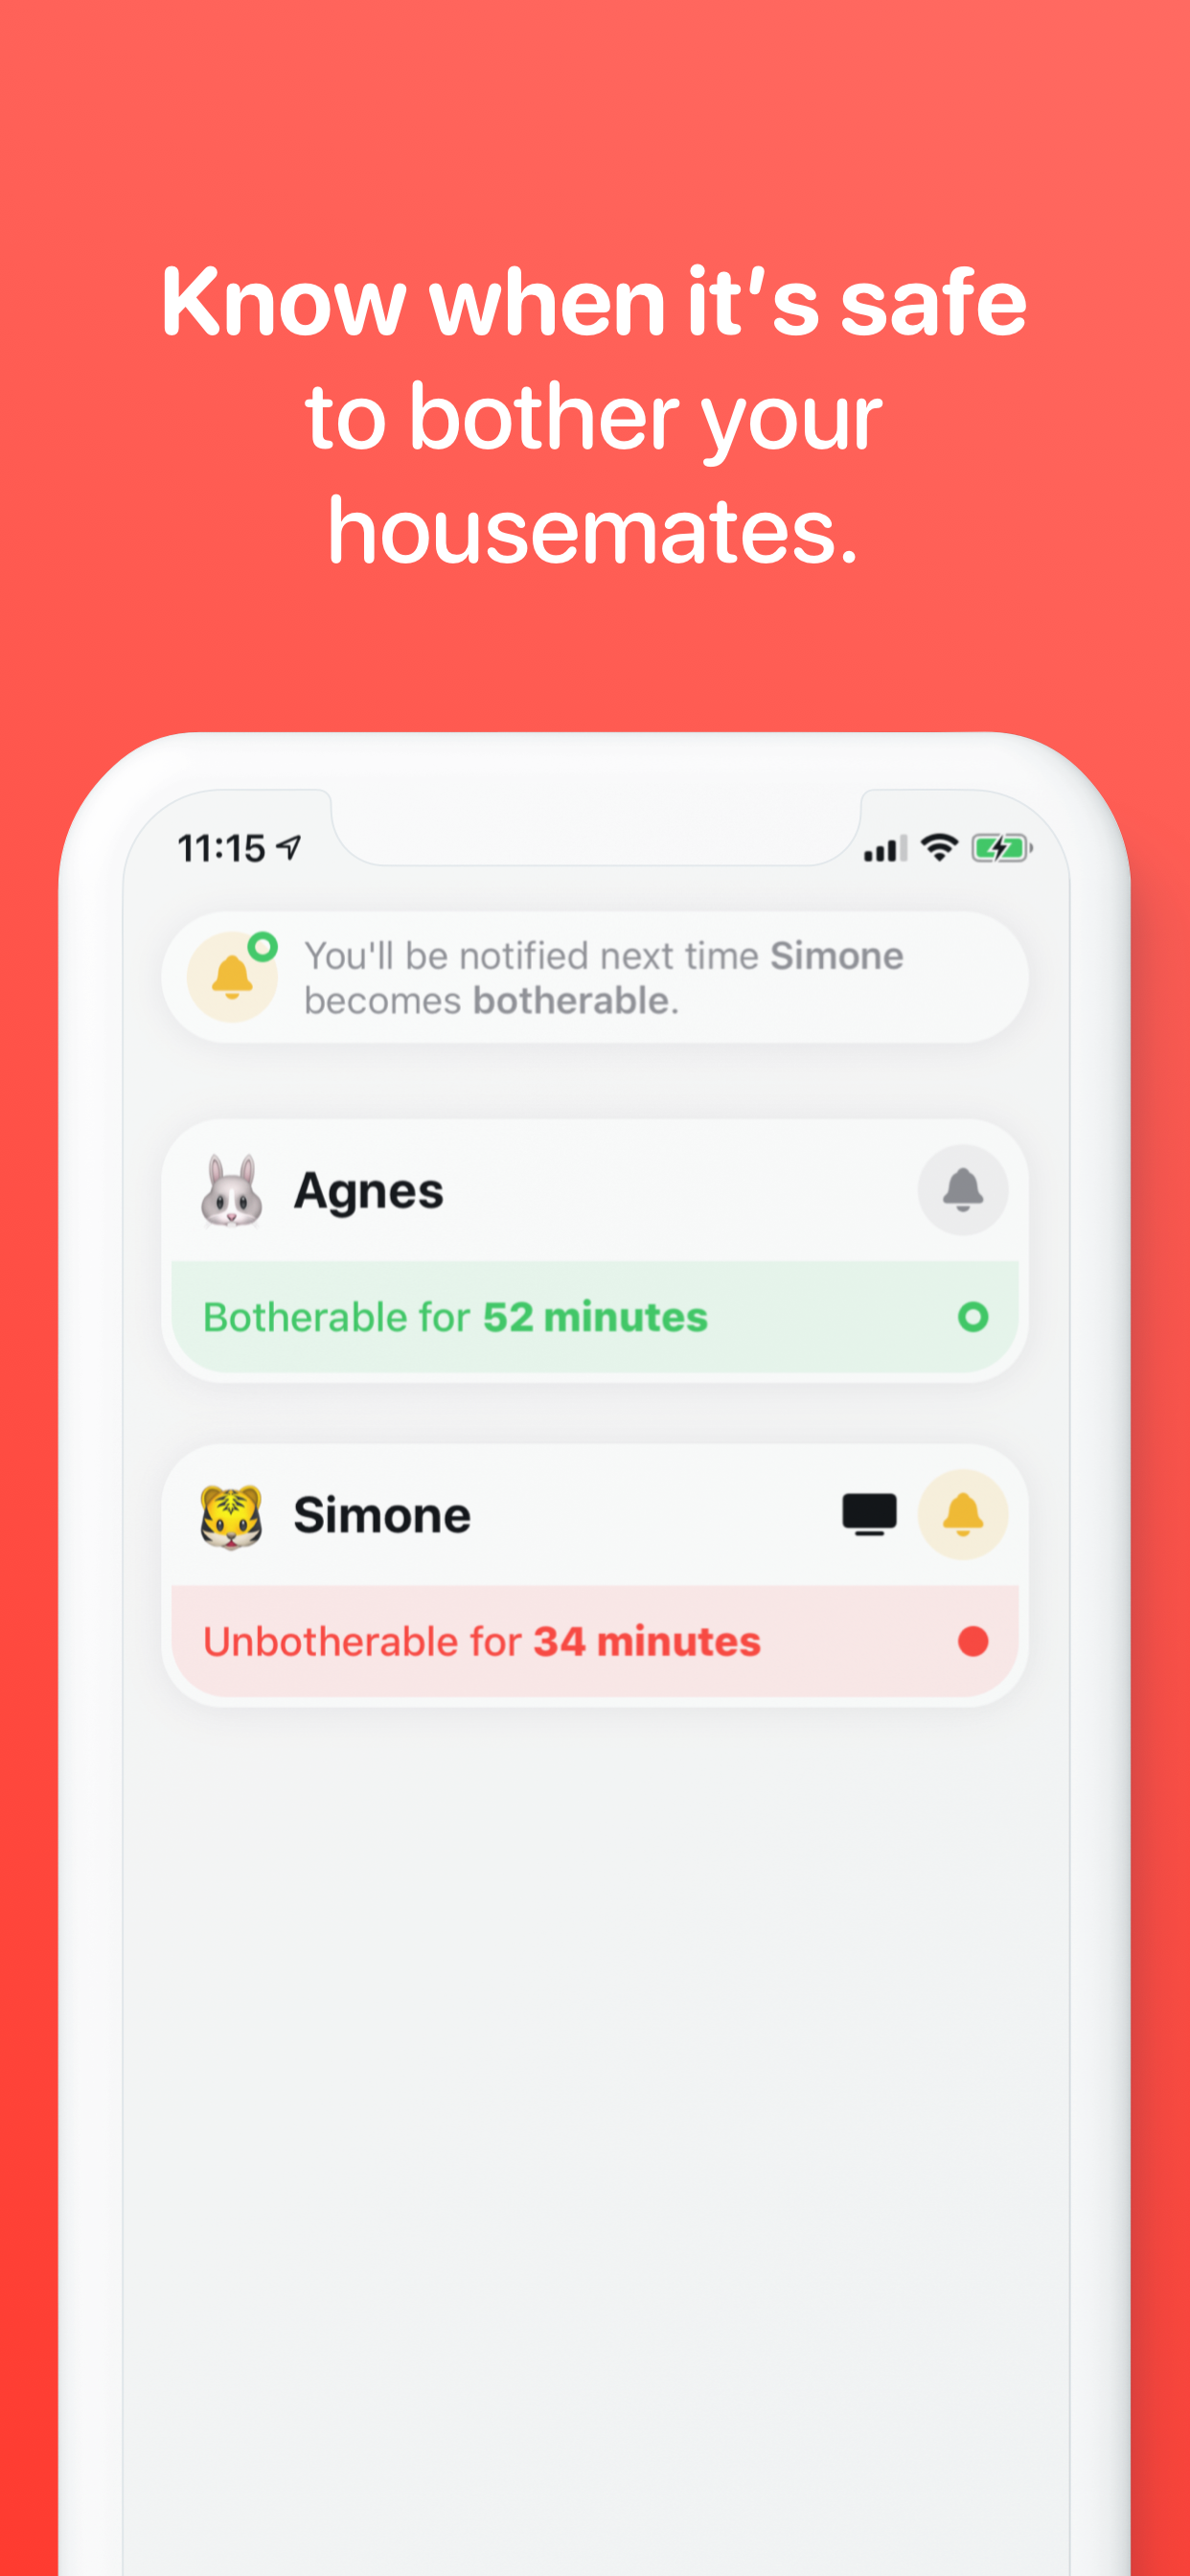 Know when it's safe
to bother your
housemates.
11:15
You'll be notified next time Simone
becomes botherable.
Agnes
Botherable for 52 minutes
Simone
Unbotherable for 34 minutes